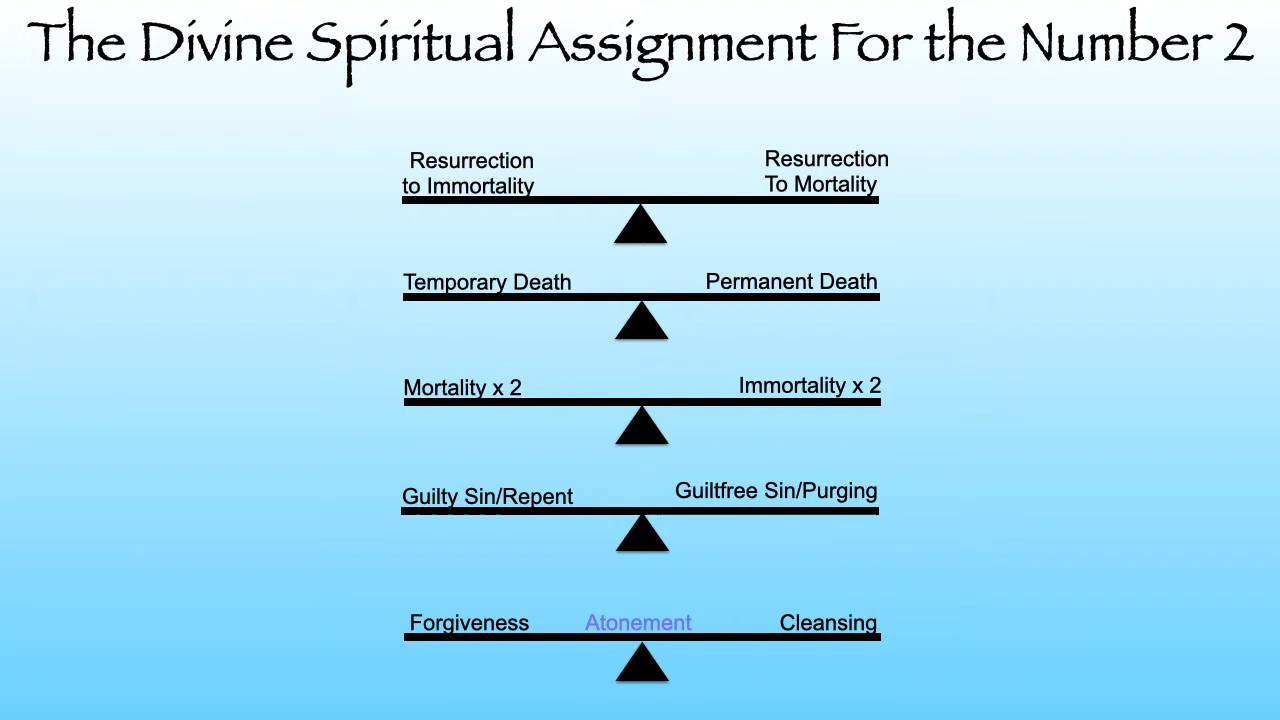 The Divine Spiritual Assignment For the Number 2
Resurrection
to Immortality
Resurrection
To Mortality
Temporary Death
Permanent Death
Mortality x 2
Immortality x 2
Guilty Sin/Repent
Guiltfree Sin/Purging
Forgiveness
Atonement
Cleansing